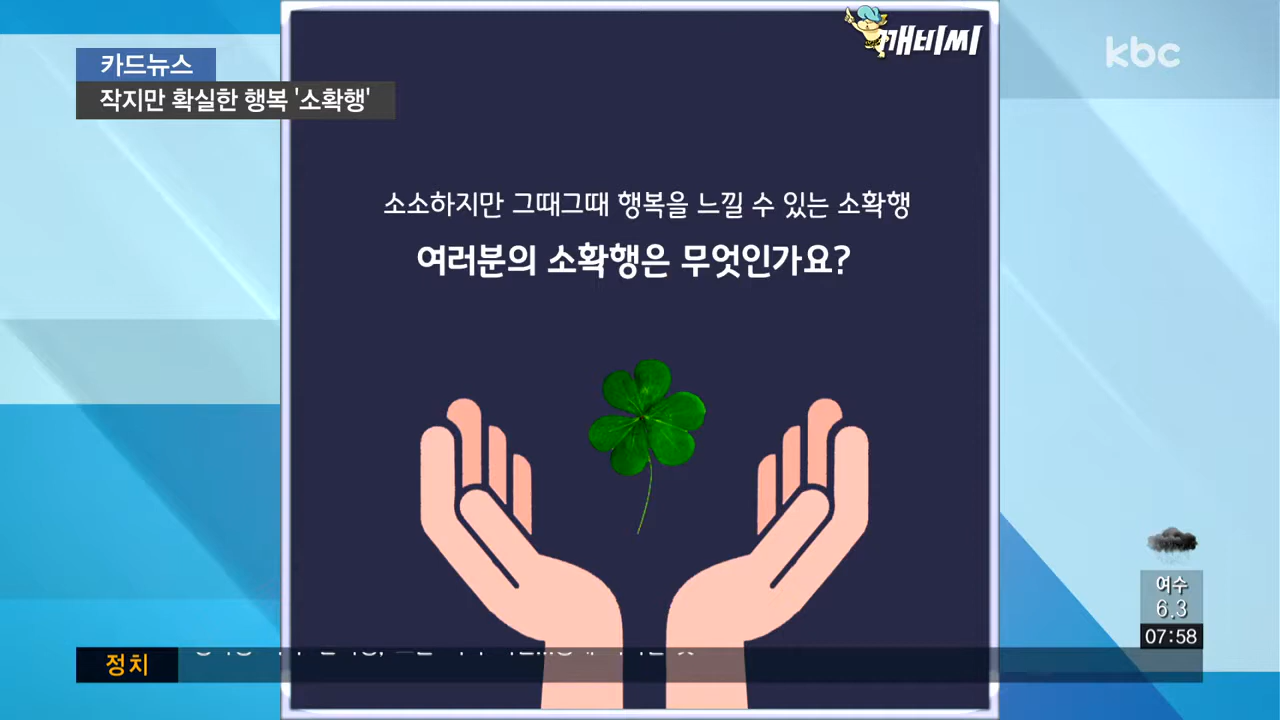 깨티씨
kbc
카드뉴스
작지만 확실한 행복 '소확행'
소소하지만 그때그때 행복을 느낄 수 있는 소확행
여러분의 소확행은 무엇인가요?
여수
6.3
07:58
정치